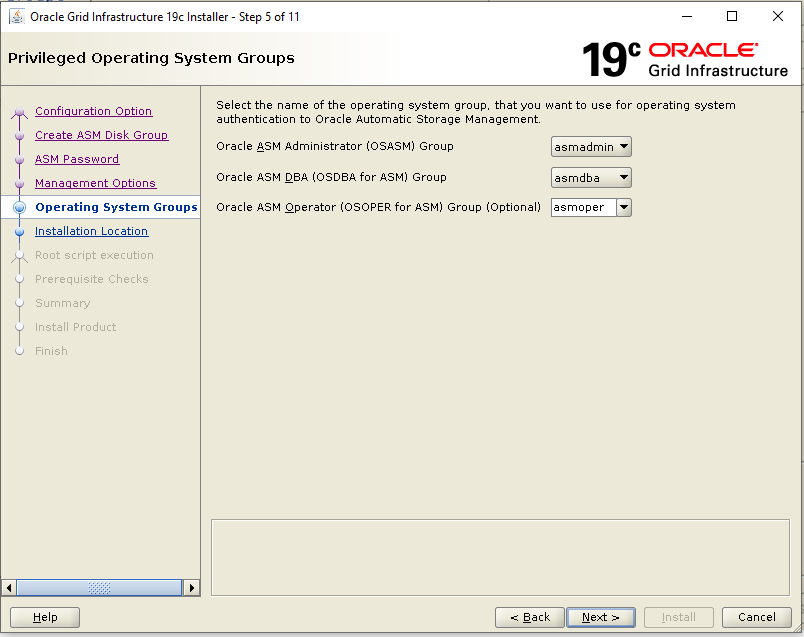 Oracle Grid Infrastructure 19c Installer - Step 5 of 11
Privileged Operating System Groups
19c ORACLE
Grid Infrastructure
Configuration Option
Create ASM Disk Group
ASM Password
Management Options
Operating System Groups
Installation Location
Root script execution
Prerequisite Checks
Summary
Install Product
Finish
Select the name of the operating system group, that you want to use for operating system
authentication to Oracle Automatic Storage Management.
Oracle ASM Administrator (OSASM) Group asmadmin
Oracle ASM DBA (OSDBA for ASM) Group asmdba
Oracle ASM Operator (OSOPER for ASM) Group (Optional) asmoper
Help < Back Next > Install Cancel